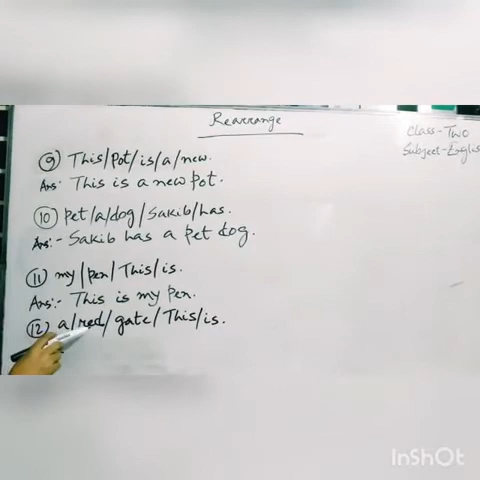 Rearrange
Class-Two
Subject-Englis
9 This/Pot/is/a/new.
Ans:- This is a new Pot.
10 Pet/a/dog/Sakib/has.
Ans:- Sakib has a Pet dog.
11 my/Pen/This/is.
Ans:- This is my Pen.
12 a/red/gate/This/is.
InShOt